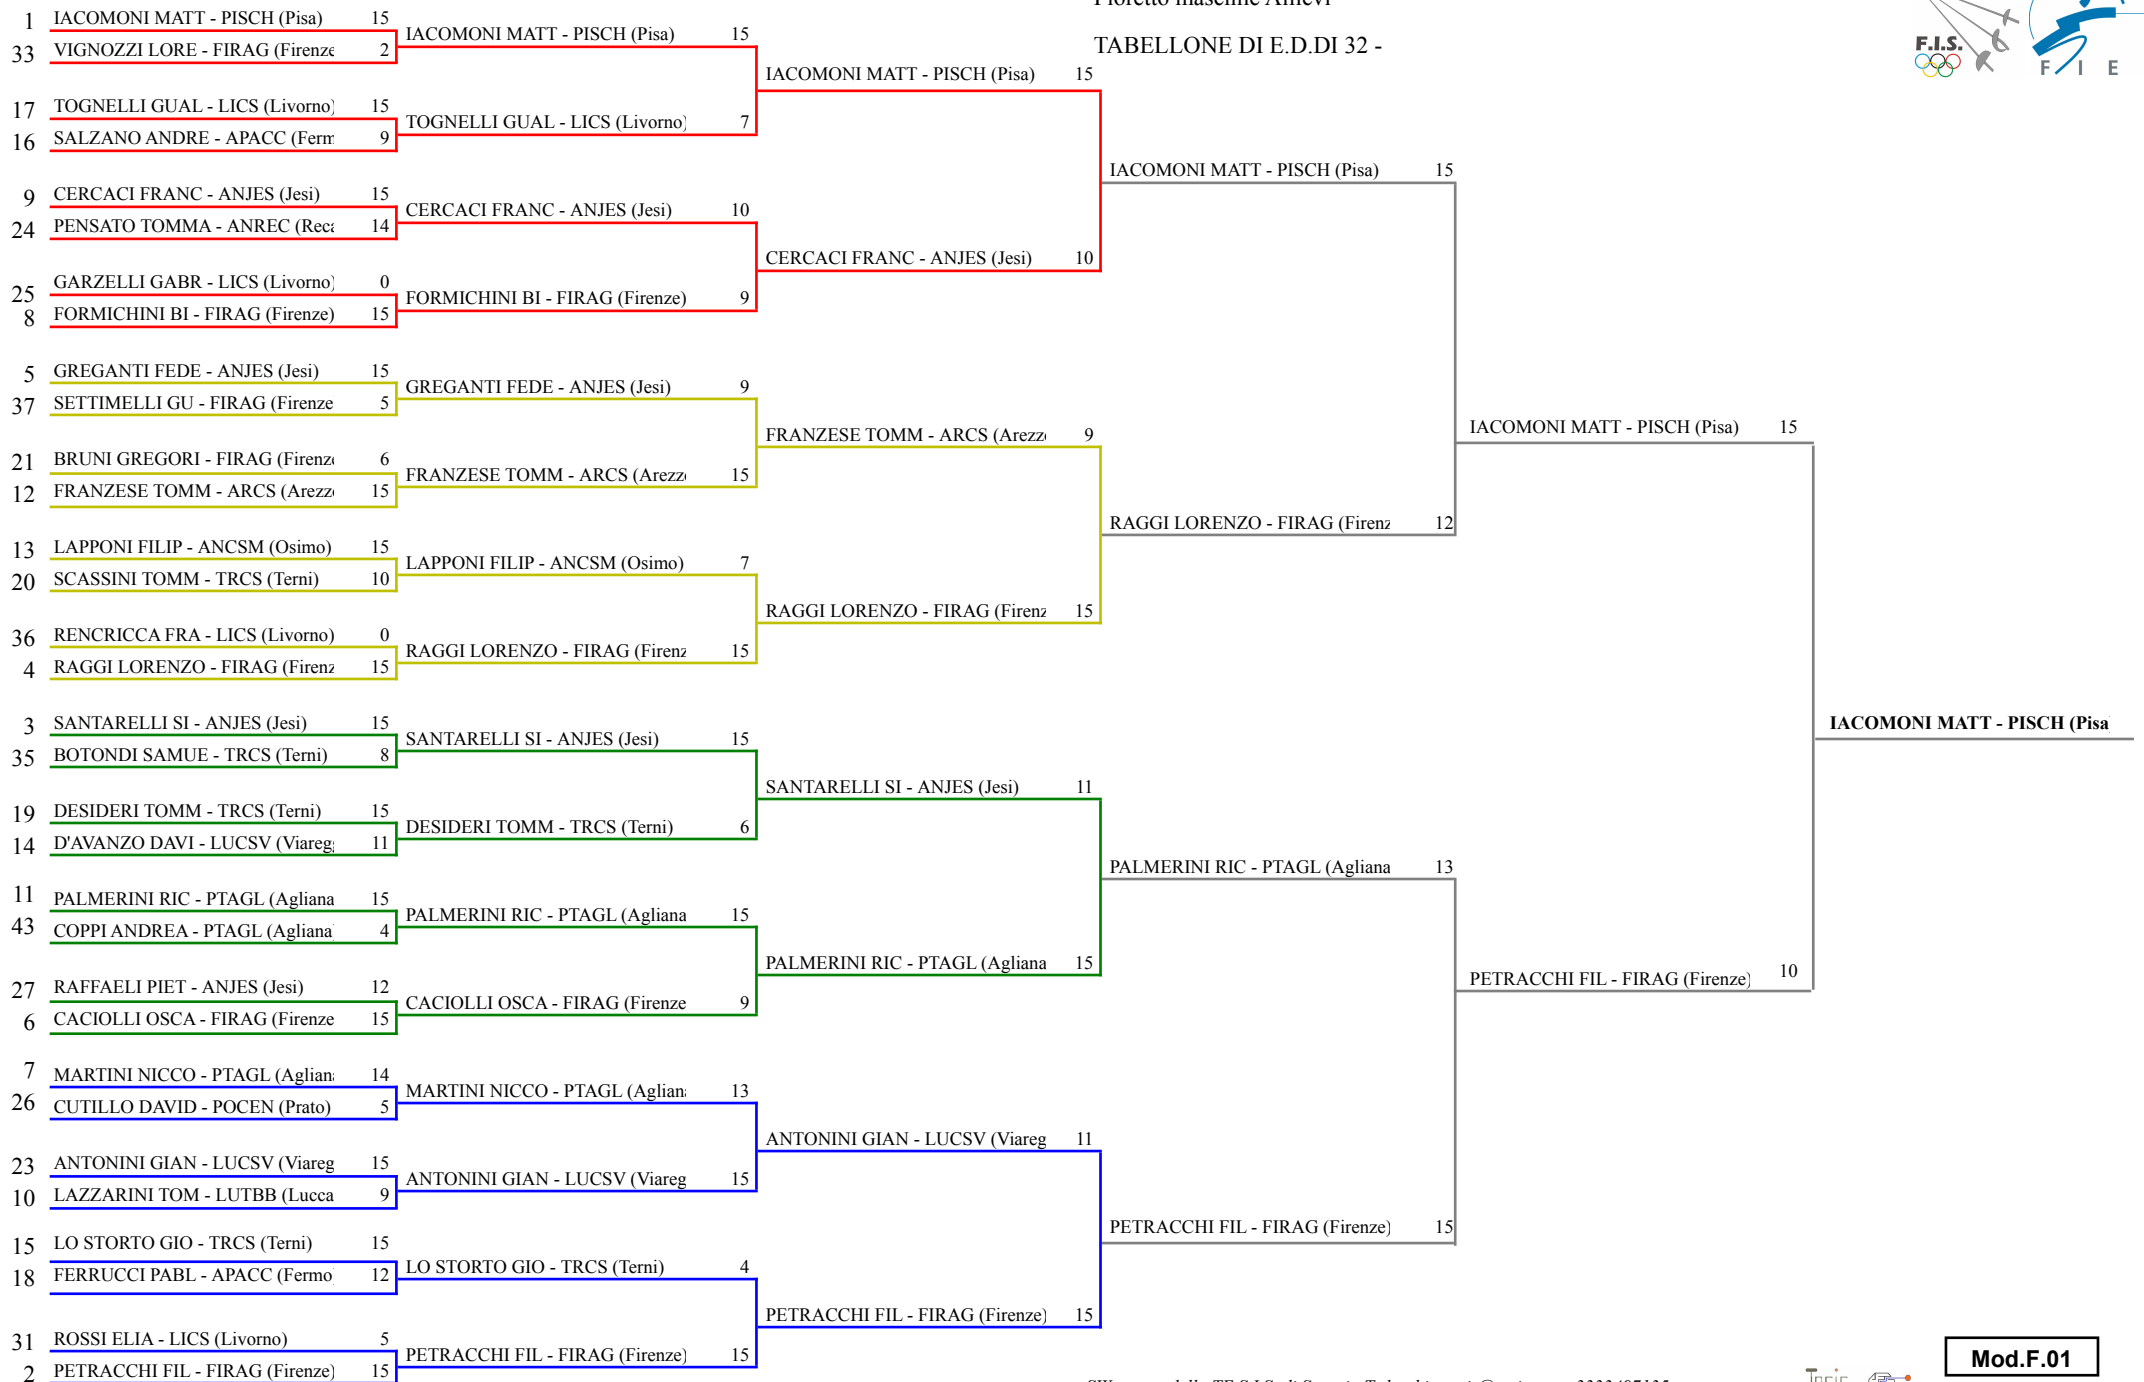 Fioretto maschile Allievi
TABELLONE DI E.D.DI 32 -
F.I.S.
F I E
1 IACOMONI MATT - PISCH (Pisa) 15
33 VIGNOZZI LORE - FIRAG (Firenze 2
17 TOGNELLI GUAL - LICS (Livorno) 15
16 SALZANO ANDRE - APACC (Ferm 9
9 CERCACI FRANC - ANJES (Jesi) 15
24 PENSATO TOMMA - ANREC (Reca 14
25 GARZELLI GABR - LICS (Livorno) 0
8 FORMICHINI BI - FIRAG (Firenze) 15
5 GREGANTI FEDE - ANJES (Jesi) 15
37 SETTIMELLI GU - FIRAG (Firenze 5
21 BRUNI GREGORI - FIRAG (Firenze 6
12 FRANZESE TOMM - ARCS (Arezzo 15
13 LAPPONI FILIP - ANCSM (Osimo) 15
20 SCASSINI TOMM - TRCS (Terni) 10
36 RENCRICCA FRA - LICS (Livorno) 0
4 RAGGI LORENZO - FIRAG (Firenz 15
3 SANTARELLI SI - ANJES (Jesi) 15
35 BOTONDI SAMUE - TRCS (Terni) 8
19 DESIDERI TOMM - TRCS (Terni) 15
14 D'AVANZO DAVI - LUCSV (Viareg 11
11 PALMERINI RIC - PTAGL (Agliana 15
43 COPPI ANDREA - PTAGL (Agliana 4
27 RAFFAELI PIET - ANJES (Jesi) 12
6 CACIOLLI OSCA - FIRAG (Firenze 15
7 MARTINI NICCO - PTAGL (Aglian 14
26 CUTILLO DAVID - POCEN (Prato) 5
23 ANTONINI GIAN - LUCSV (Viareg 15
10 LAZZARINI TOM - LUTBB (Lucca 9
15 LO STORTO GIO - TRCS (Terni) 15
18 FERRUCCI PABL - APACC (Fermo 12
31 ROSSI ELIA - LICS (Livorno) 5
2 PETRACCHI FIL - FIRAG (Firenze) 15
IACOMONI MATT - PISCH (Pisa) 15
TOGNELLI GUAL - LICS (Livorno) 7
CERCACI FRANC - ANJES (Jesi) 10
FORMICHINI BI - FIRAG (Firenze) 9
GREGANTI FEDE - ANJES (Jesi) 9
FRANZESE TOMM - ARCS (Arezzo 15
LAPPONI FILIP - ANCSM (Osimo) 7
RAGGI LORENZO - FIRAG (Firenz 15
SANTARELLI SI - ANJES (Jesi) 15
DESIDERI TOMM - TRCS (Terni) 6
PALMERINI RIC - PTAGL (Agliana 15
CACIOLLI OSCA - FIRAG (Firenze 9
MARTINI NICCO - PTAGL (Aglian 13
ANTONINI GIAN - LUCSV (Viareg 15
LO STORTO GIO - TRCS (Terni) 4
PETRACCHI FIL - FIRAG (Firenze) 15
IACOMONI MATT - PISCH (Pisa) 15
CERCACI FRANC - ANJES (Jesi) 10
FRANZESE TOMM - ARCS (Arezzo 9
RAGGI LORENZO - FIRAG (Firenz 15
SANTARELLI SI - ANJES (Jesi) 11
PALMERINI RIC - PTAGL (Agliana 15
ANTONINI GIAN - LUCSV (Viareg 11
PETRACCHI FIL - FIRAG (Firenze) 15
IACOMONI MATT - PISCH (Pisa) 15
RAGGI LORENZO - FIRAG (Firenz 12
PALMERINI RIC - PTAGL (Agliana 13
PETRACCHI FIL - FIRAG (Firenze) 15
IACOMONI MATT - PISCH (Pisa) 15
PETRACCHI FIL - FIRAG (Firenze) 10
IACOMONI MATT - PISCH (Pisa
Mod.F.01